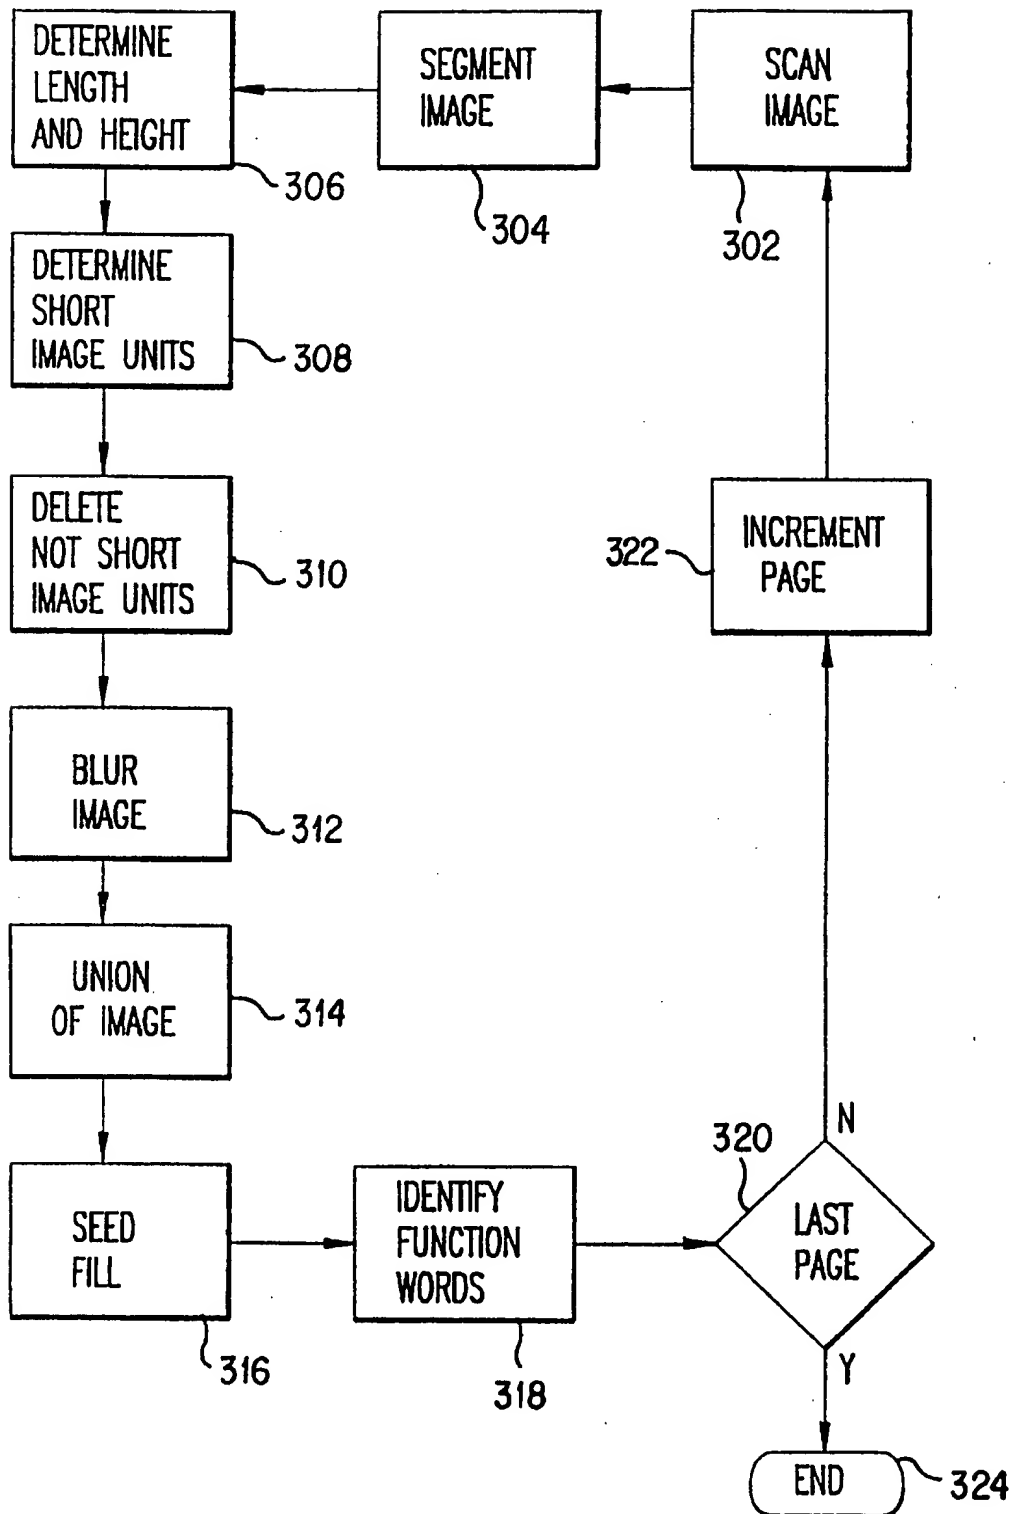 SCAN
IMAGE
302
SEGMENT
IMAGE
304
DETERMINE
LENGTH
AND HEIGHT
306
DETERMINE
SHORT
IMAGE UNITS
308
DELETE
NOT SHORT
IMAGE UNITS
310
BLUR
IMAGE
312
UNION
OF IMAGE
314
SEED
FILL
316
IDENTIFY
FUNCTION
WORDS
318
320
LAST
PAGE
N
Y
322
INCREMENT
PAGE
END
324